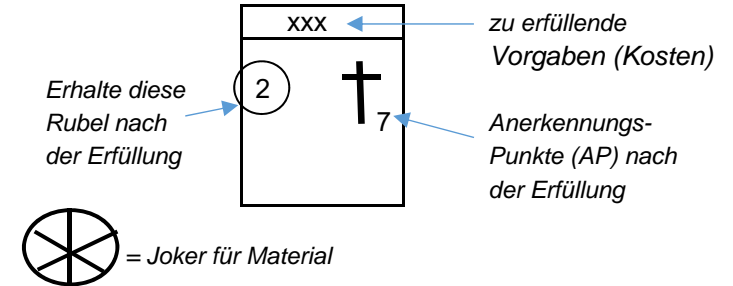 xxx
zu erfüllende
Vorgaben (Kosten)
Erhalte diese
Rubel nach
der Erfüllung
2
7
Anerkennungs-
Punkte (AP) nach
der Erfüllung
= Joker für Material